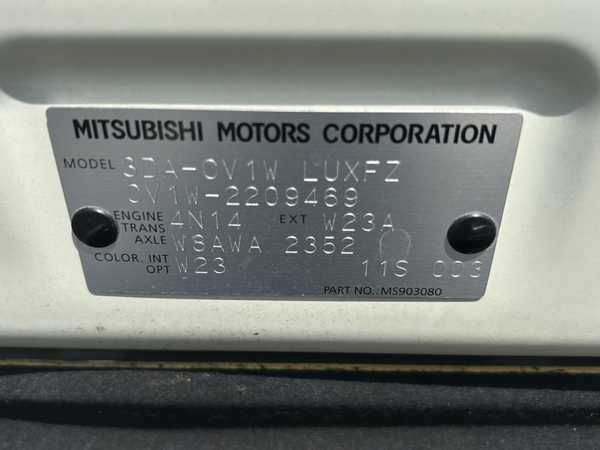 MITSUBISHI MOTORS CORPORATION
MODEL 3DA-CV1W LUXFZ
CV1W-2209469
ENGINE 4N14 EXT W23A
TRANS AXLE W8AWA 2352
COLOR. INT OPT W23 11S 003
PART NO.: MS903080